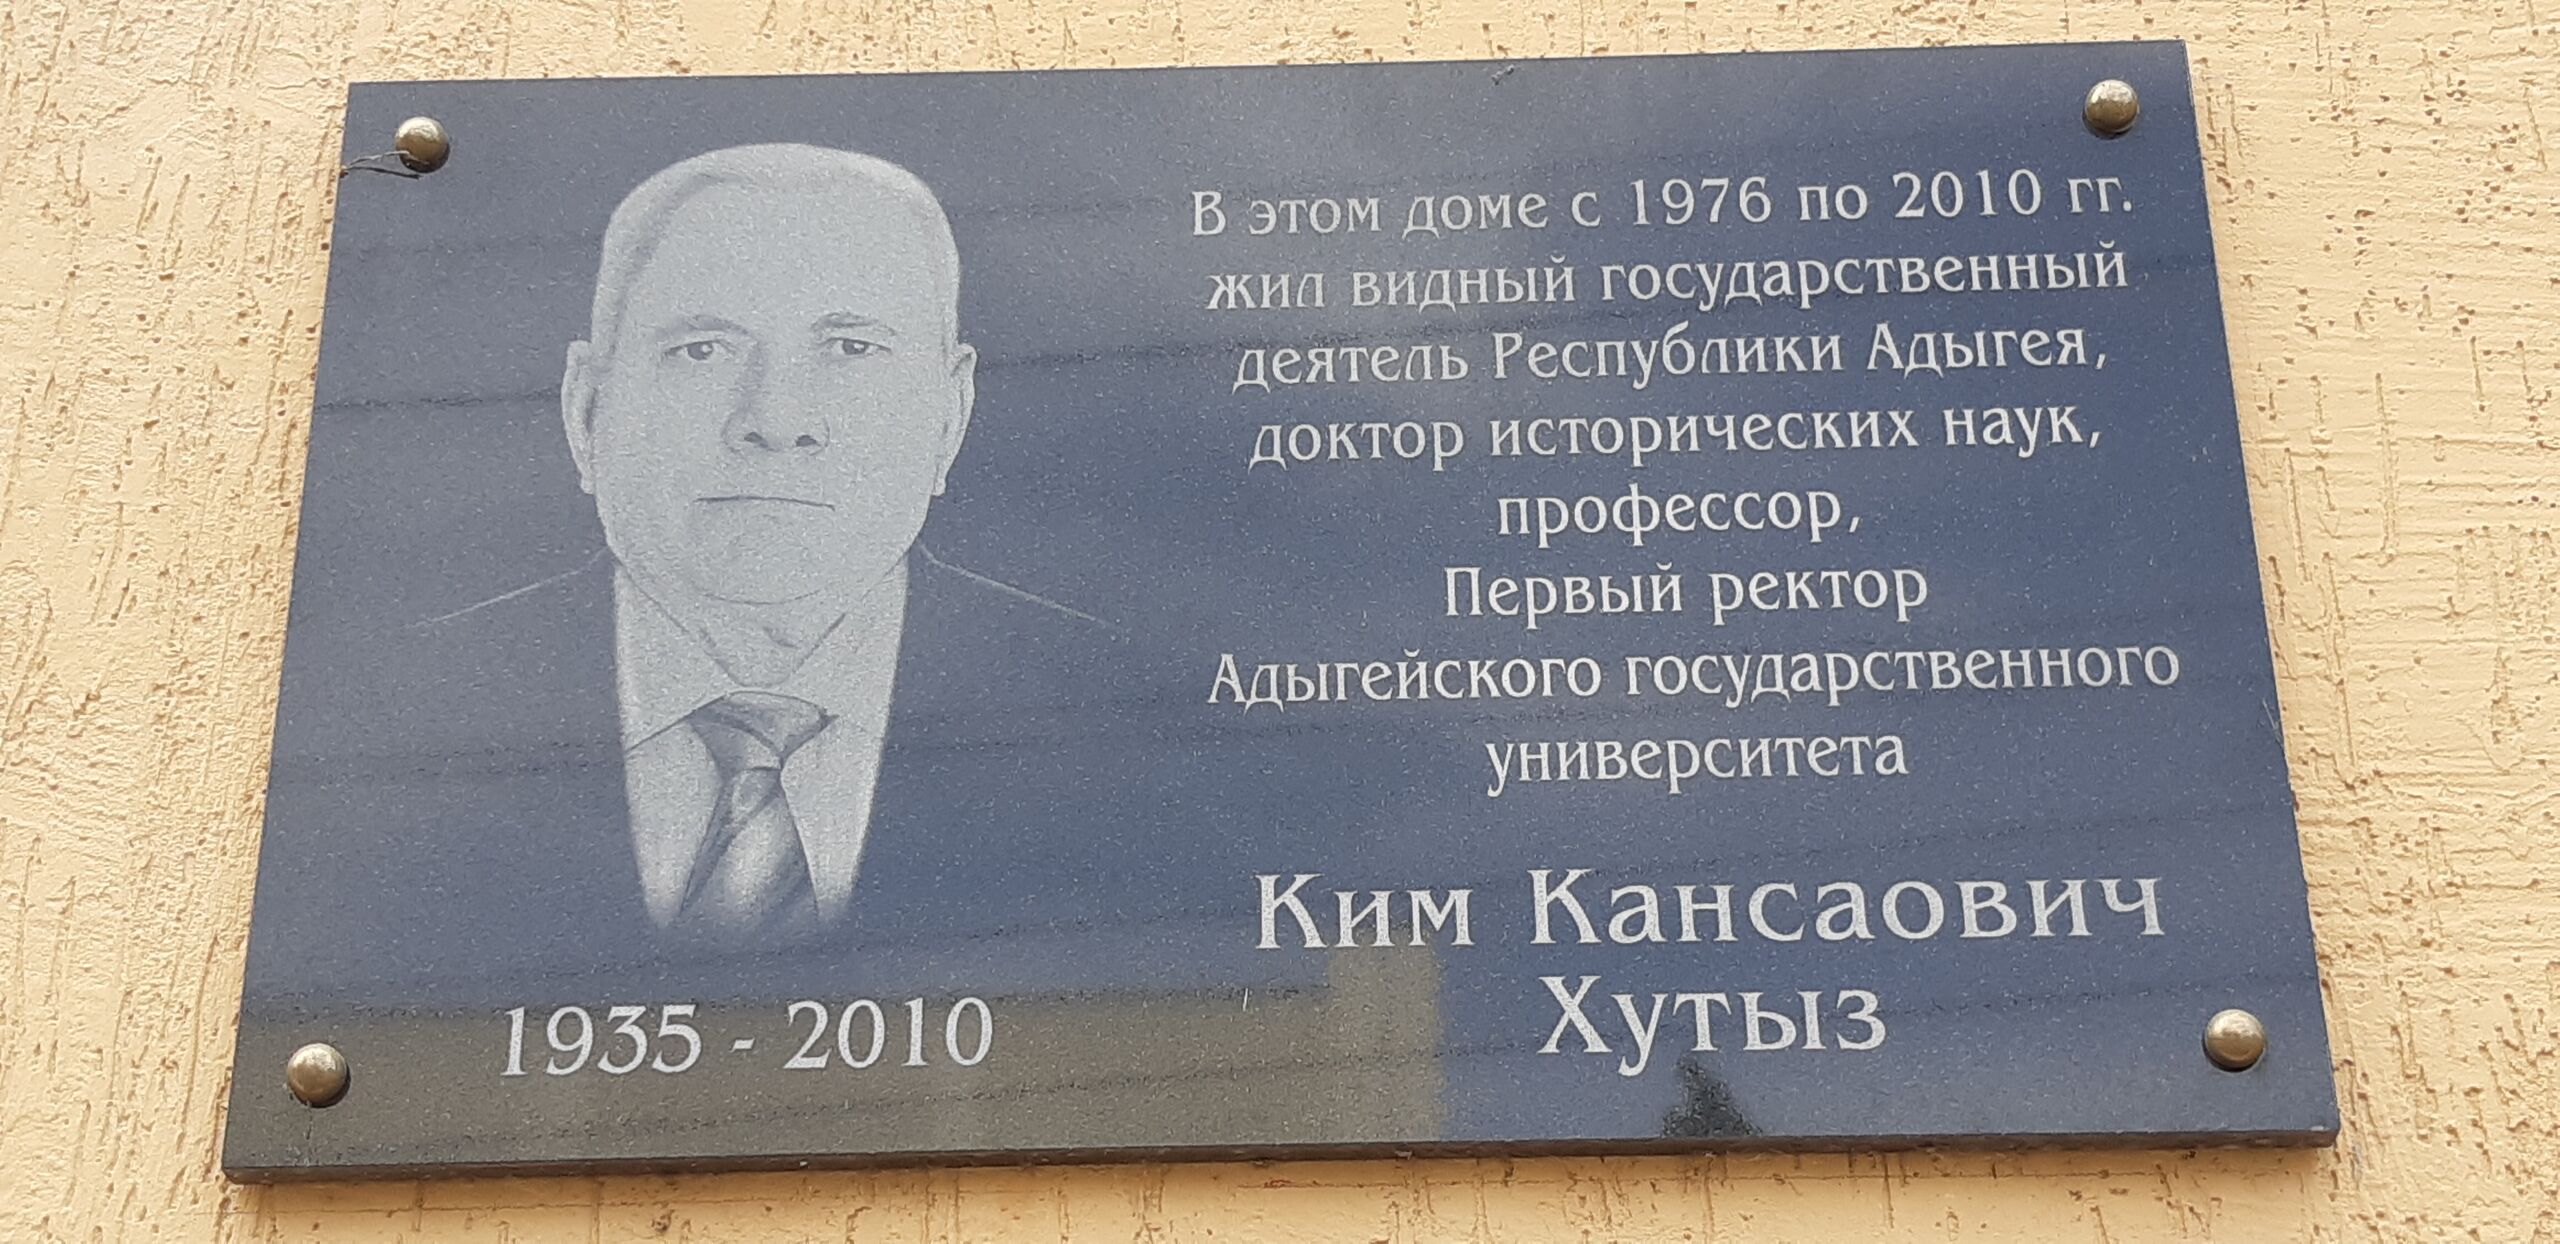 В этом доме с 1976 по 2010 гг.
жил видный государственный
деятель Республики Адыгея,
доктор исторических наук,
профессор,
Первый ректор
Адыгейского государственного
университета
Ким Кансаович
Хутыз
1935 - 2010